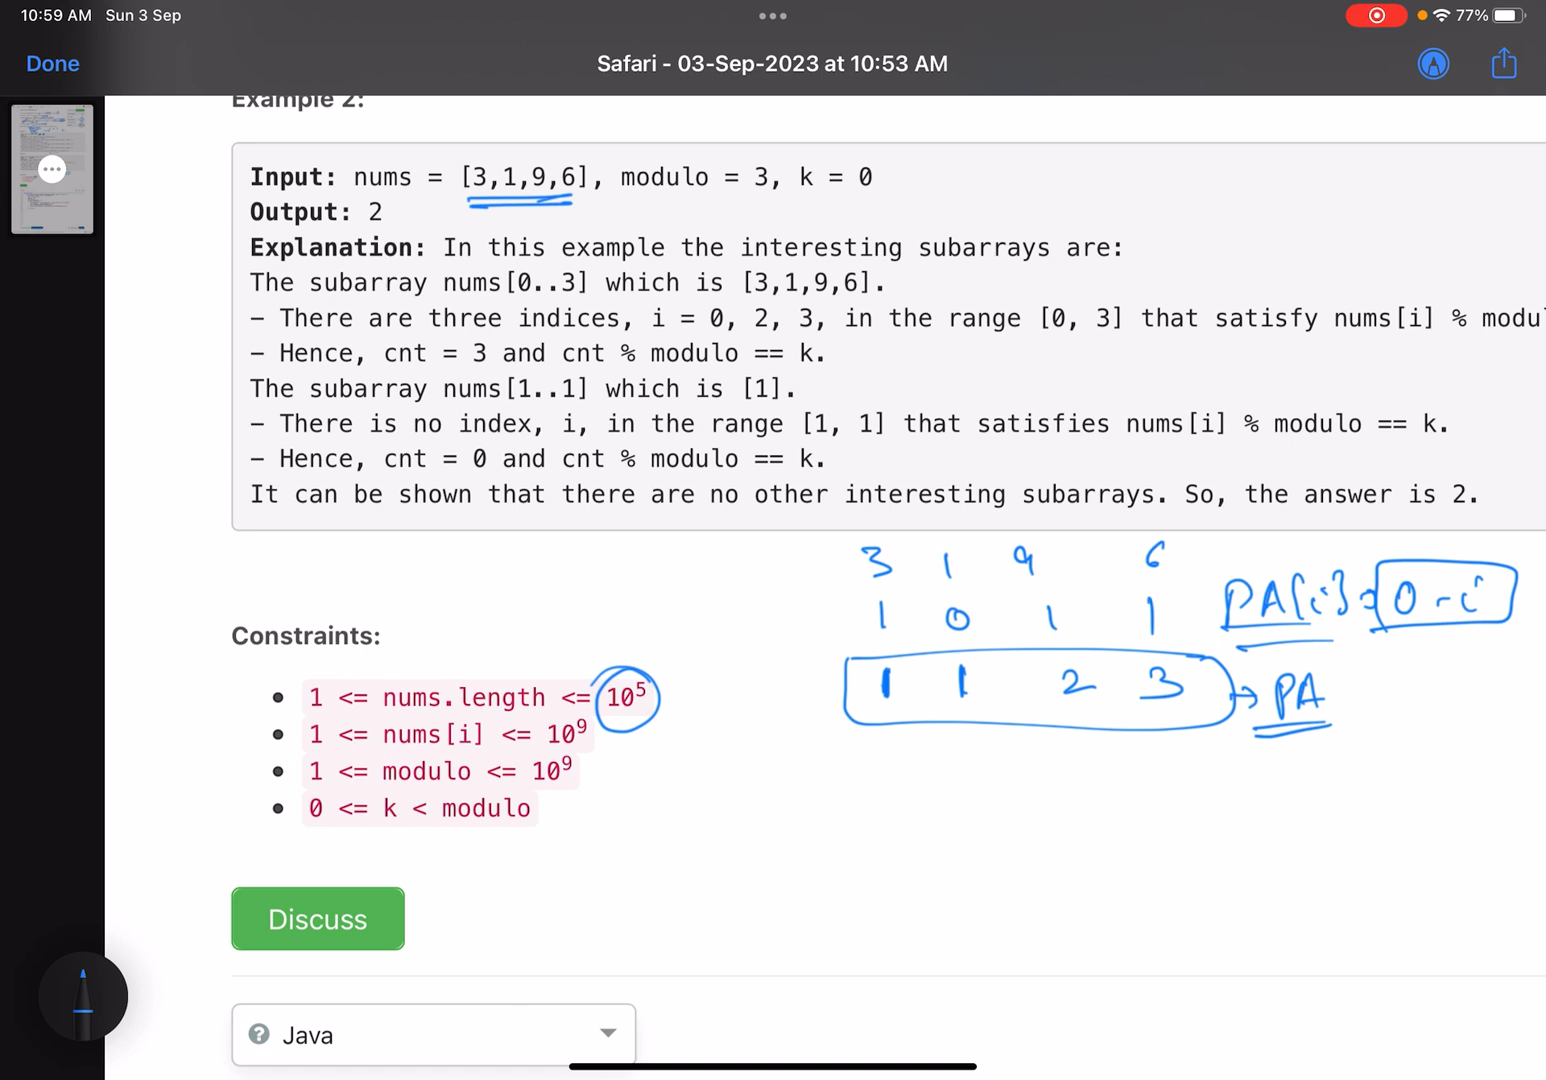 10:59 AM Sun 3 Sep
77%
Done
Safari - 03-Sep-2023 at 10:53 AM
Example 2:
Input: nums = [3,1,9,6], modulo = 3, k = 0
Output: 2
Explanation: In this example the interesting subarrays are:
The subarray nums[0..3] which is [3,1,9,6].
– There are three indices, i = 0, 2, 3, in the range [0, 3] that satisfy nums[i] % modu
– Hence, cnt = 3 and cnt % modulo == k.
The subarray nums[1..1] which is [1].
– There is no index, i, in the range [1, 1] that satisfies nums[i] % modulo == k.
– Hence, cnt = 0 and cnt % modulo == k.
It can be shown that there are no other interesting subarrays. So, the answer is 2.
3 1 9 6
1 0 1 1 PA[i] = 0 - i
1 1 2 3 → PA
Constraints:
1 <= nums.length <= 10⁵
1 <= nums[i] <= 10⁹
1 <= modulo <= 10⁹
0 <= k < modulo
Discuss
Java